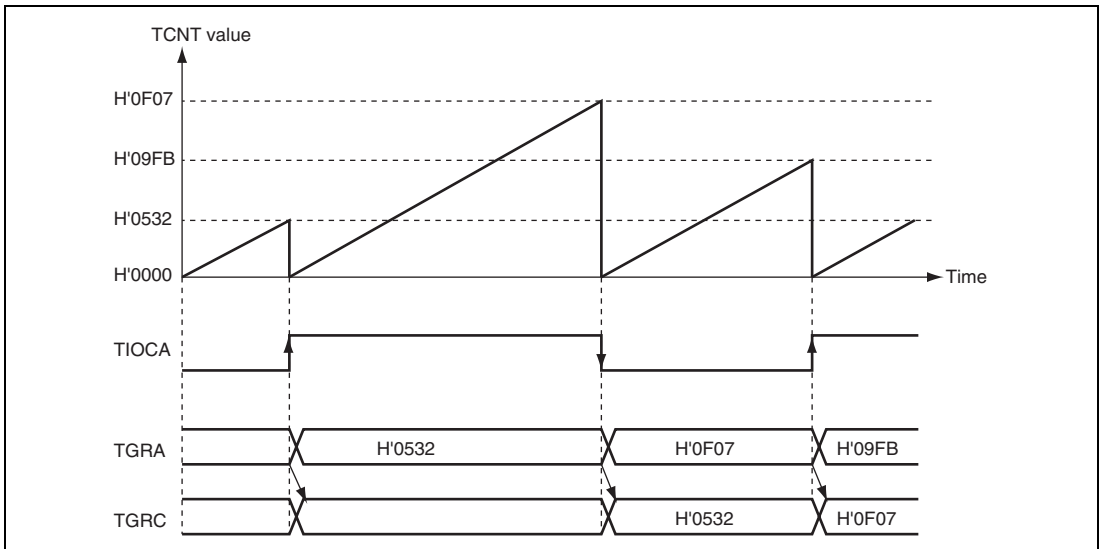 TCNT value
H'0F07
H'09FB
H'0532
H'0000
Time
TIOCA
TGRA
H'0532
H'0F07
H'09FB
TGRC
H'0532
H'0F07